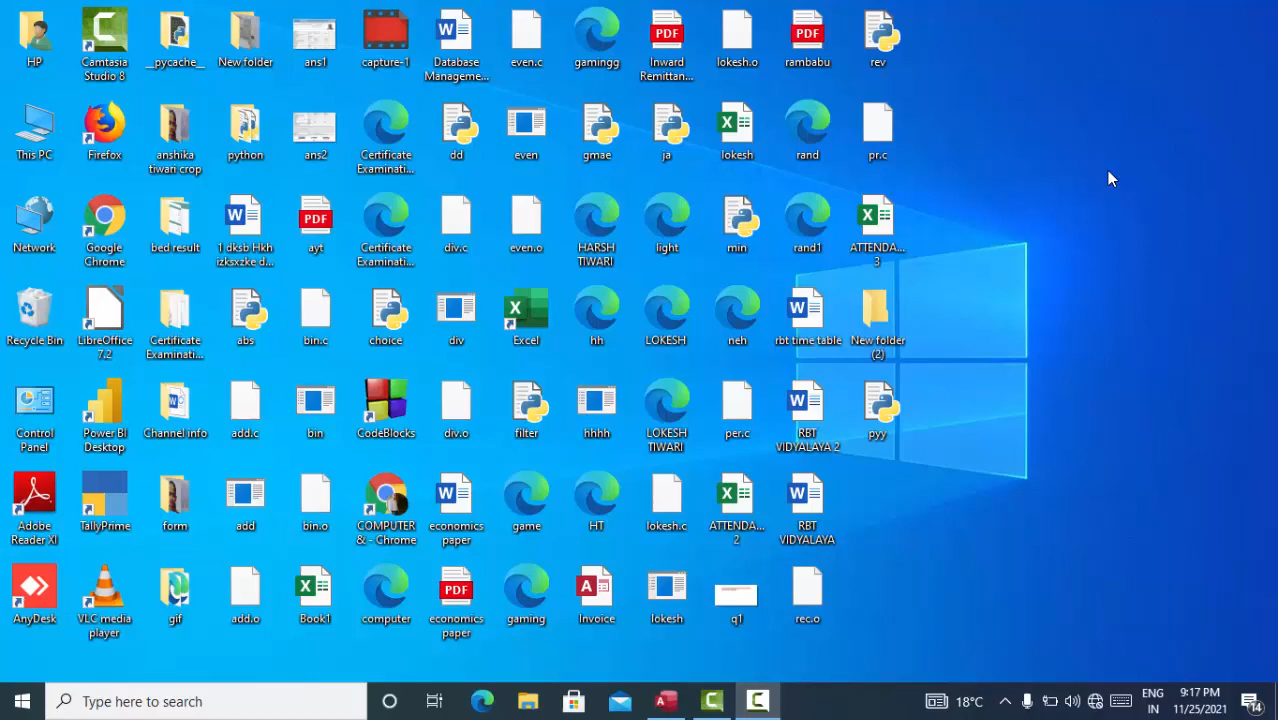 HP
Camtasia
Studio 8
__pycache__
New folder
ans1
capture-1
Database
Manageme...
even.c
gamingg
Inward
Remittan...
lokesh.o
rambabu
rev
This PC
Firefox
anshika
tiwari crop
python
ans2
Certificate
Examinati...
dd
even
gmae
ja
lokesh
rand
pr.c
Network
Google
Chrome
bed result
1 dksb Hkh
izksxzke d...
ayt
Certificate
Examinati...
div.c
even.o
HARSH
TIWARI
light
min
rand1
ATTENDA...
3
Recycle Bin
LibreOffice
7.2
Certificate
Examinati...
abs
bin.c
choice
div
Excel
hh
LOKESH
neh
rbt time table
New folder
(2)
Control
Panel
Power BI
Desktop
Channel info
add.c
bin
CodeBlocks
div.o
filter
hhhh
LOKESH
TIWARI
per.c
RBT
VIDYALAYA 2
pyy
Adobe
Reader XI
TallyPrime
form
add
bin.o
COMPUTER
& - Chrome
economics
paper
game
HT
lokesh.c
ATTENDA...
2
RBT
VIDYALAYA
AnyDesk
VLC media
player
gif
add.o
Book1
computer
economics
paper
gaming
Invoice
lokesh
q1
rec.o
Type here to search
18°C
ENG
IN
9:17 PM
11/25/2021
14